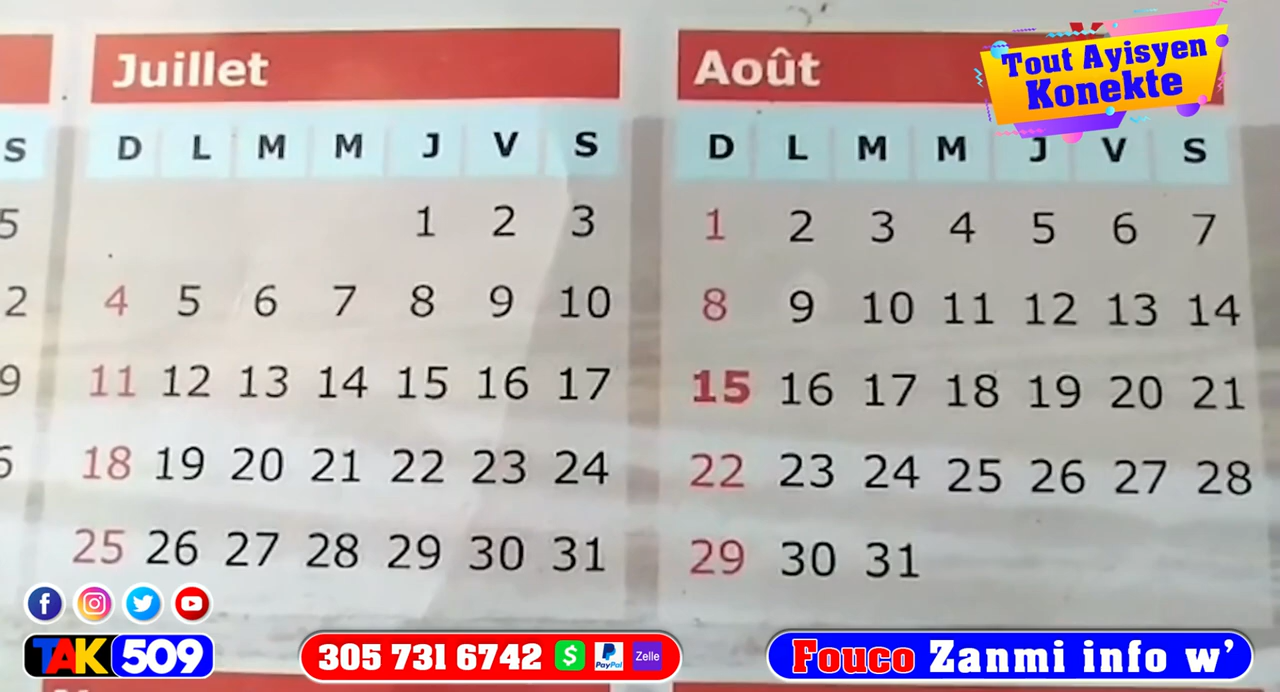 Juillet
D L M M J V S
1 2 3
4 5 6 7 8 9 10
11 12 13 14 15 16 17
18 19 20 21 22 23 24
25 26 27 28 29 30 31
Août
D L M M J V S
1 2 3 4 5 6 7
8 9 10 11 12 13 14
15 16 17 18 19 20 21
22 23 24 25 26 27 28
29 30 31
S
5
2
9
Tout Ayisyen
Konekte
TAK 509
305 731 6742 $ PayPal Zelle
Fouco Zanmi info w’